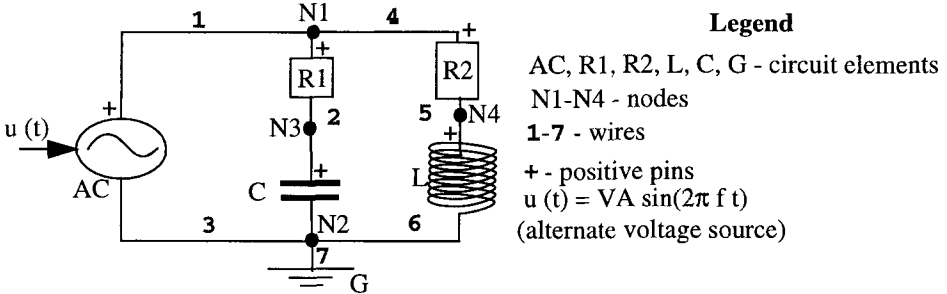 1
N1
4
+
+
R1
R2
+
N3
2
5
N4
u (t)
+
AC
+
C
L
3
N2
6
7
G
Legend
AC, R1, R2, L, C, G - circuit elements
N1-N4 - nodes
1-7 - wires
+ - positive pins
u (t) = VA sin(2π f t)
(alternate voltage source)